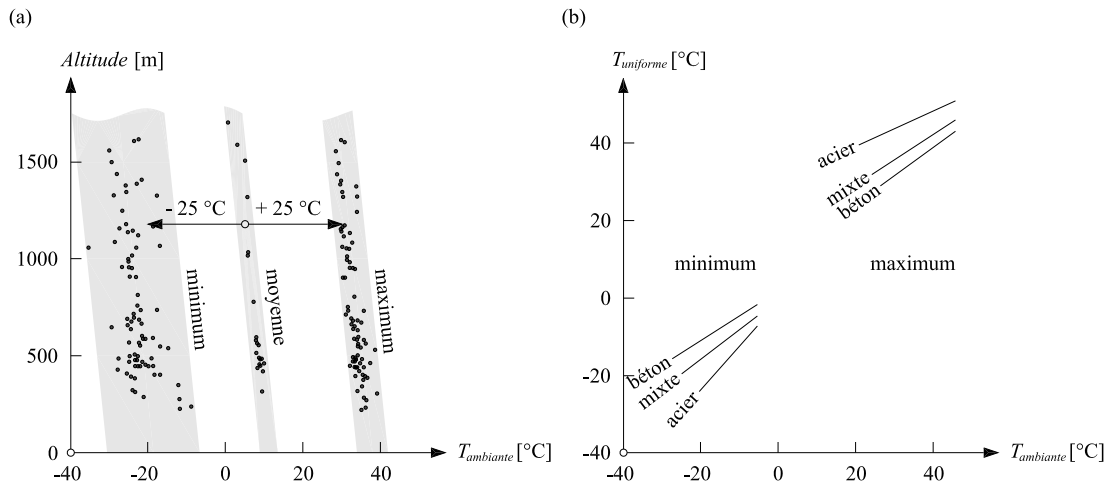 (a)
Altitude [m]
1500
1000
500
0
-40
-20
0
20
40
T_ambiante [°C]
- 25 °C
+ 25 °C
minimum
moyenne
maximum
(b)
T_uniforme [°C]
40
20
0
-20
-40
-40
-20
0
20
40
T_ambiante [°C]
acier
mixte
béton
minimum
maximum
béton
mixte
acier